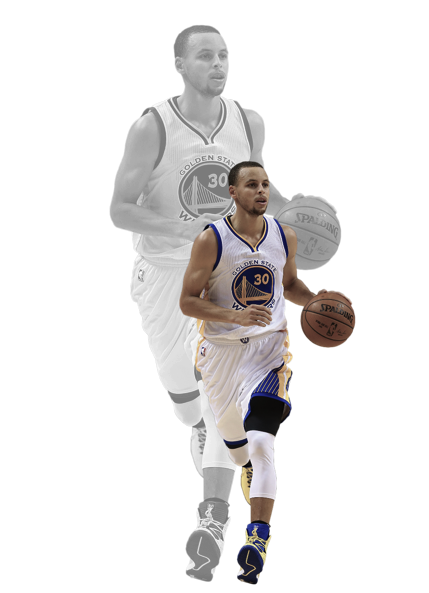 GOLDEN STATE
30
W
SPALDING
GOLDEN STATE
30
SPALDING